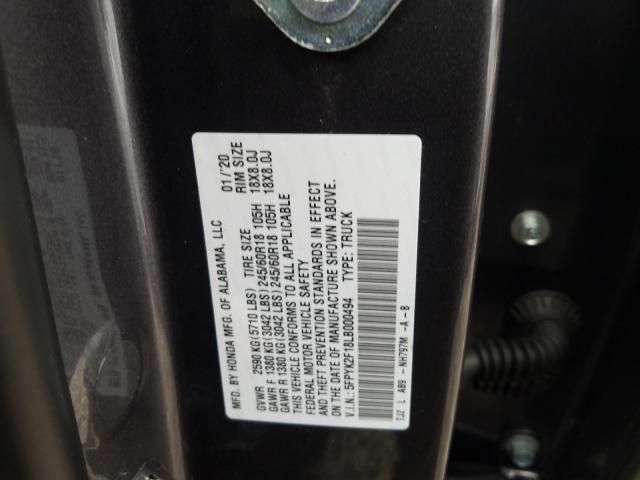 MFD. BY HONDA MFG. OF ALABAMA, LLC 01/'20
TIRE SIZE RIM SIZE
GVWR 2590 KG (5710 LBS)
GAWR F 1380 KG (3042 LBS) 245/60R18 105H 18X8.0J
GAWR R 1380 KG (3042 LBS) 245/60R18 105H 18X8.0J
THIS VEHICLE CONFORMS TO ALL APPLICABLE
FEDERAL MOTOR VEHICLE SAFETY
AND THEFT PREVENTION STANDARDS IN EFFECT
ON THE DATE OF MANUFACTURE SHOWN ABOVE.
V.I.N.: 5FPYK2F18LB000494 TYPE: TRUCK
TJZ L AB9 - NH797M -A - B